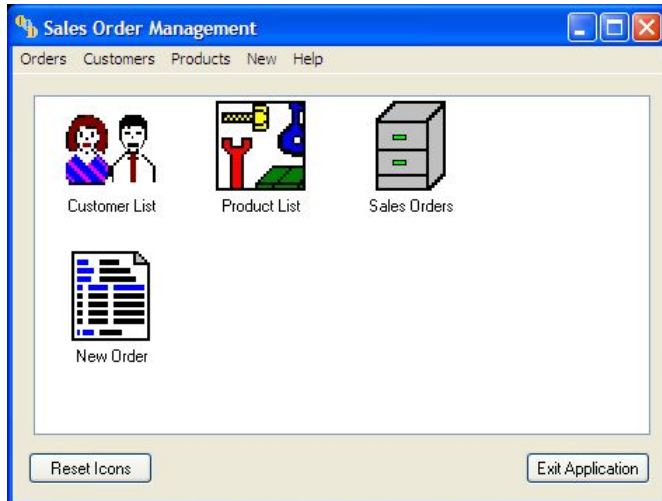 Sales Order Management
Orders Customers Products New Help
Customer List Product List Sales Orders
New Order
Reset Icons Exit Application